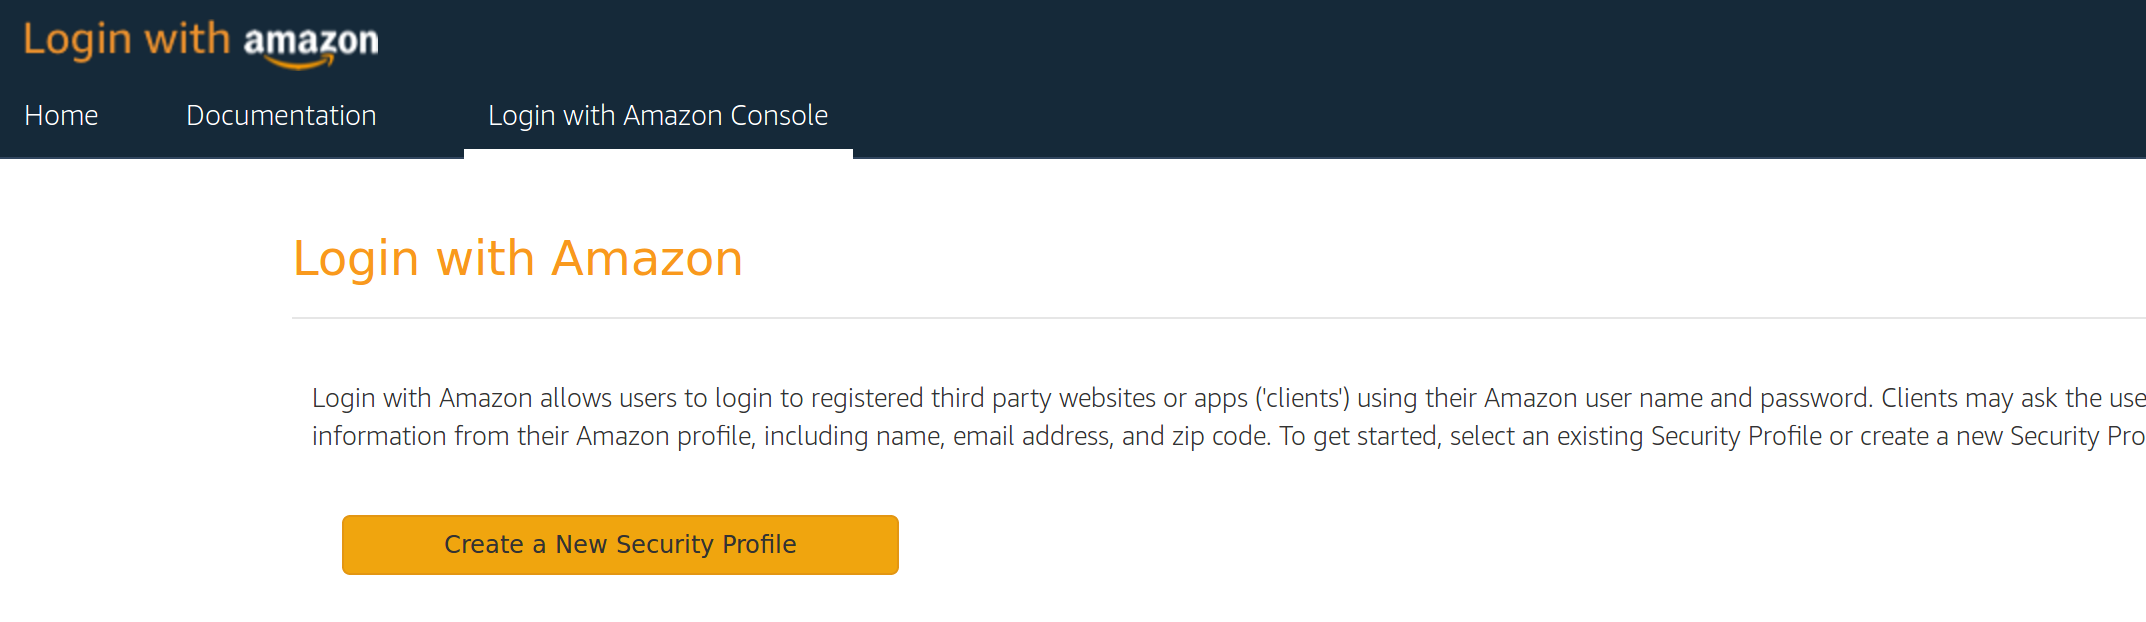 Login with amazon
Home Documentation Login with Amazon Console
Login with Amazon
Login with Amazon allows users to login to registered third party websites or apps ('clients') using their Amazon user name and password. Clients may ask the use
information from their Amazon profile, including name, email address, and zip code. To get started, select an existing Security Profile or create a new Security Pro
Create a New Security Profile